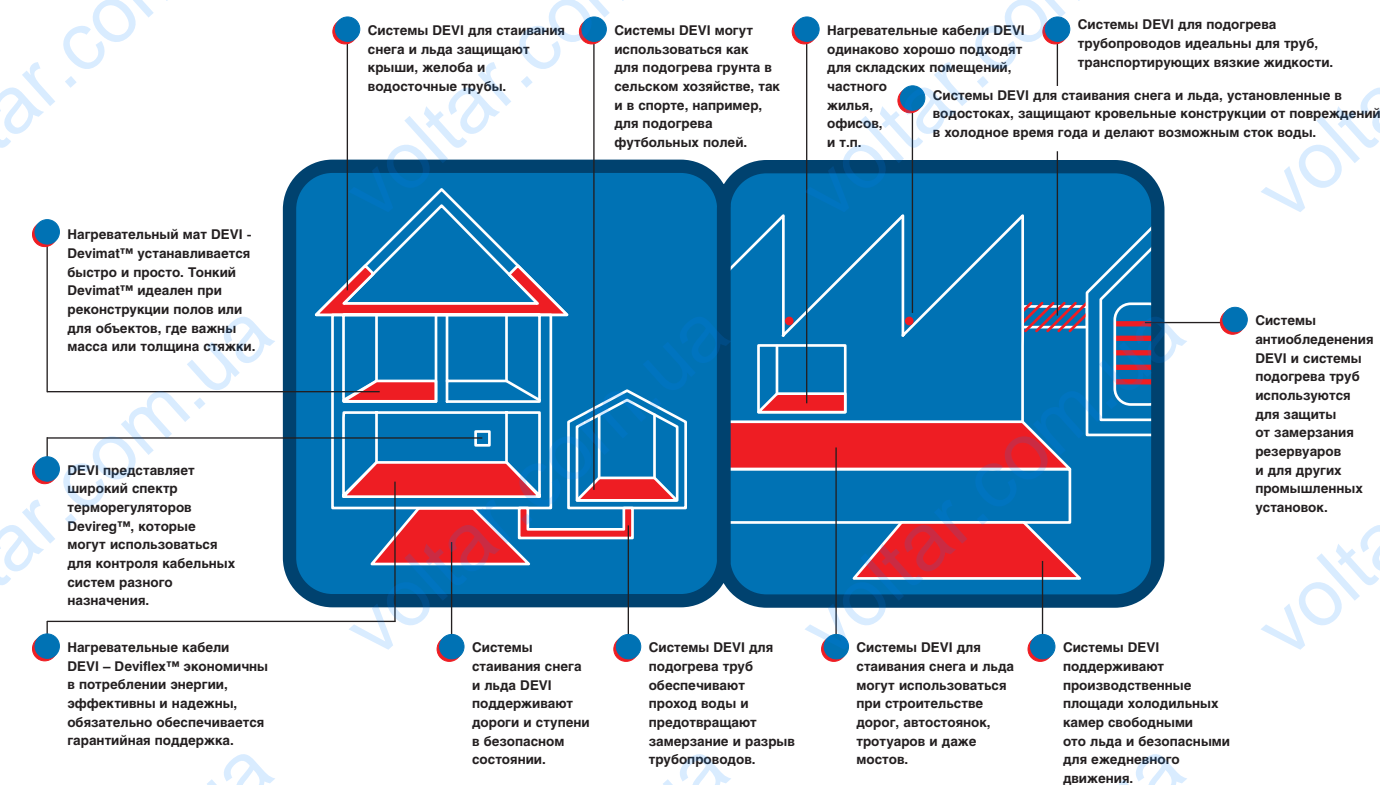 Системы DEVI для стаивания
снега и льда защищают
крыши, желоба и
водосточные трубы.
Системы DEVI могут
использоваться как
для подогрева грунта в
сельском хозяйстве, так
и в спорте, например,
для подогрева
футбольных полей.
Нагревательные кабели DEVI
одинаково хорошо подходят
для складских помещений,
частного
жилья,
офисов,
и т.п.
Системы DEVI для подогрева
трубопроводов идеальны для труб,
транспортирующих вязкие жидкости.
Системы DEVI для стаивания снега и льда, установленные в
водостоках, защищают кровельные конструкции от повреждений
в холодное время года и делают возможным сток воды.
Нагревательный мат DEVI -
Devimat™ устанавливается
быстро и просто. Тонкий
Devimat™ идеален при
реконструкции полов или
для объектов, где важны
масса или толщина стяжки.
Системы
антиобледенения
DEVI и системы
подогрева труб
используются
для защиты
от замерзания
резервуаров
и для других
промышленных
установок.
DEVI представляет
широкий спектр
терморегуляторов
Devireg™, которые
могут использоваться
для контроля кабельных
систем разного
назначения.
Нагревательные кабели
DEVI – Deviflex™ экономичны
в потреблении энергии,
эффективны и надежны,
обязательно обеспечивается
гарантийная поддержка.
Системы
стаивания снега
и льда DEVI
поддерживают
дороги и ступени
в безопасном
состоянии.
Системы DEVI для
подогрева труб
обеспечивают
проход воды и
предотвращают
замерзание и разрыв
трубопроводов.
Системы DEVI для
стаивания снега и льда
могут использоваться
при строительстве
дорог, автостоянок,
тротуаров и даже
мостов.
Системы DEVI
поддерживают
производственные
площади холодильных
камер свободными
ото льда и безопасными
для ежедневного
движения.
voltar.com.ua